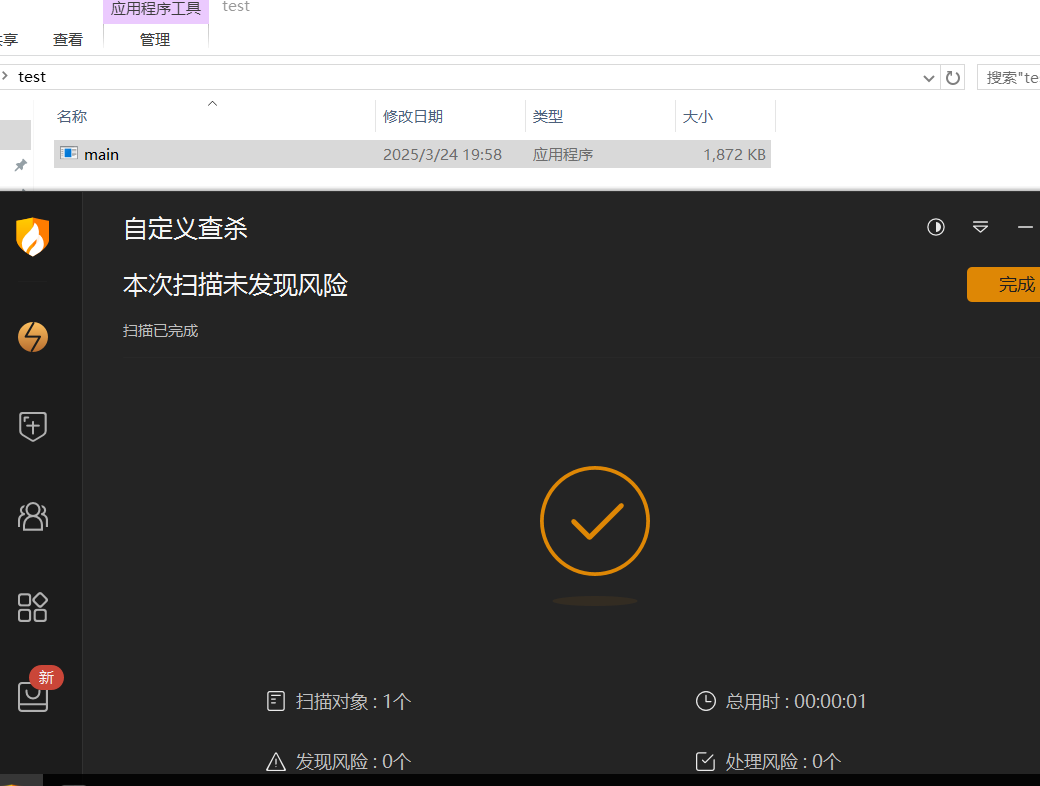 应用程序工具 test
共享 查看 管理
test 搜索"te
名称 修改日期 类型 大小
main 2025/3/24 19:58 应用程序 1,872 KB
自定义查杀
本次扫描未发现风险
完成
扫描已完成
新
扫描对象 : 1个 总用时 : 00:00:01
发现风险 : 0个 处理风险 : 0个